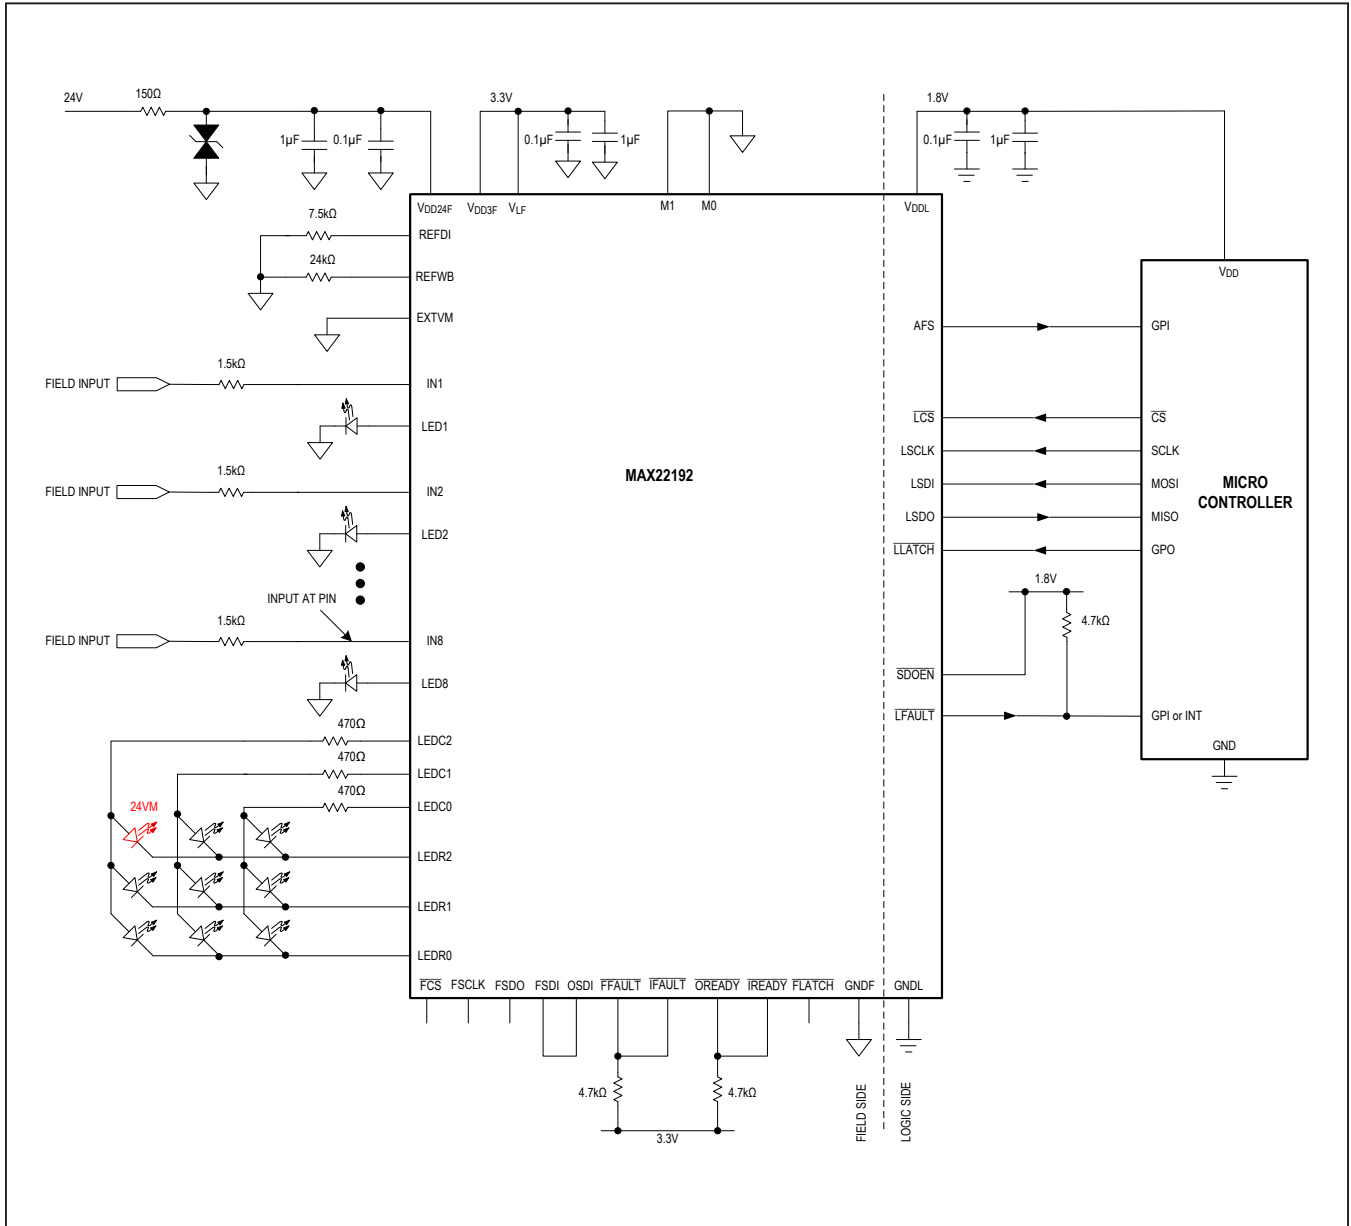 24V
150Ω
3.3V
1.8V
1µF
0.1µF
0.1µF
1µF
0.1µF
1µF
VDD24F
VDD3F
VLF
M1
M0
VDDL
7.5kΩ
REFDI
24kΩ
REFWB
EXTVM
VDD
AFS
GPI
1.5kΩ
FIELD INPUT
IN1
LED1
LCS
CS
LSCLK
SCLK
1.5kΩ
FIELD INPUT
IN2
MAX22192
LSDI
MOSI
MICRO
CONTROLLER
LSDO
MISO
LED2
LLATCH
GPO
INPUT AT PIN
1.8V
1.5kΩ
4.7kΩ
FIELD INPUT
IN8
LED8
SDOEN
LFAULT
GPI or INT
GND
470Ω
LEDC2
470Ω
LEDC1
470Ω
LEDC0
24VM
LEDR2
LEDR1
LEDR0
FCS
FSCLK
FSDO
FSDI
OSDI
FFAULT
IFAULT
OREADY
IREADY
FLATCH
GNDF
GNDL
4.7kΩ
4.7kΩ
3.3V
FIELD SIDE
LOGIC SIDE